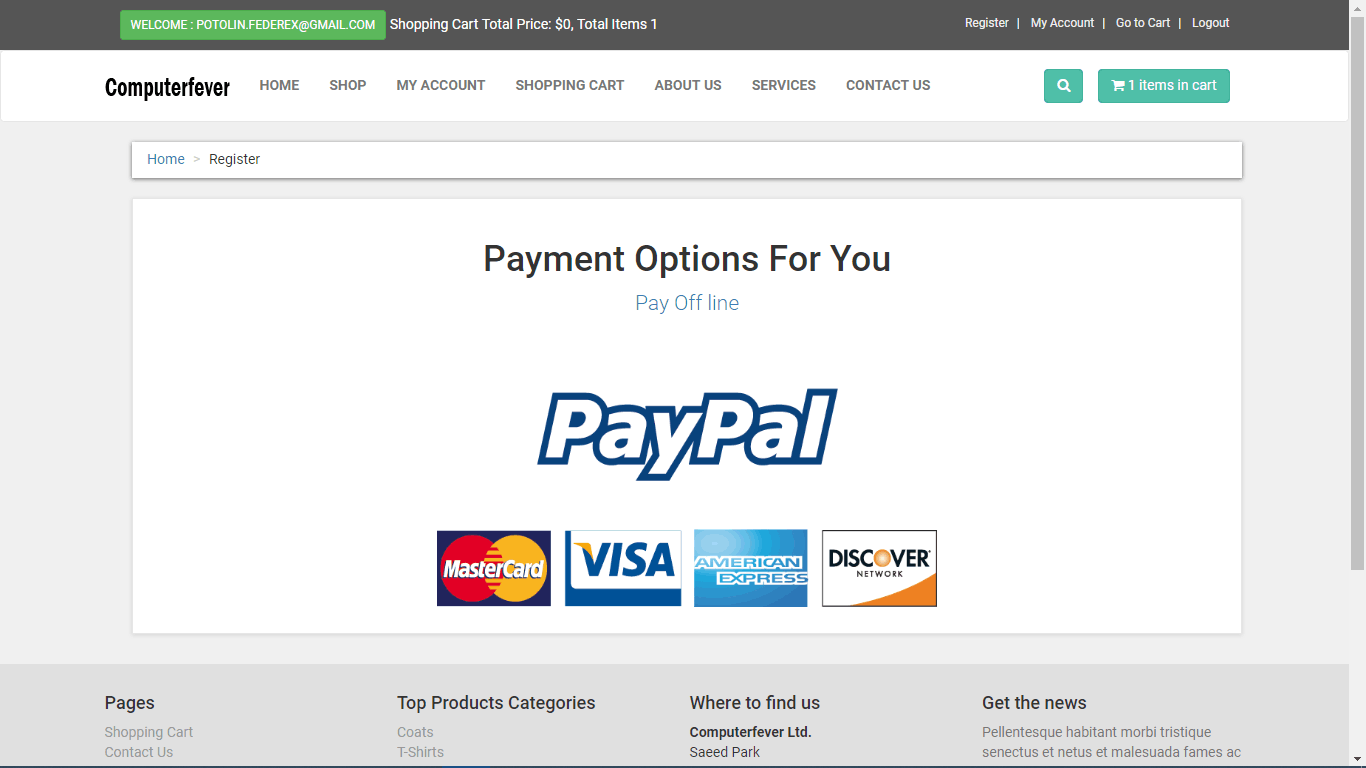 WELCOME : POTOLIN.FEDEREX@GMAIL.COM Shopping Cart Total Price: $0, Total Items 1
Register | My Account | Go to Cart | Logout
Computerfever HOME SHOP MY ACCOUNT SHOPPING CART ABOUT US SERVICES CONTACT US
1 items in cart
Home > Register
Payment Options For You
Pay Off line
PayPal
MasterCard
VISA
AMERICAN EXPRESS
DISCOVER
NETWORK
Pages
Shopping Cart
Contact Us
Top Products Categories
Coats
T-Shirts
Where to find us
Computerfever Ltd.
Saeed Park
Get the news
Pellentesque habitant morbi tristique
senectus et netus et malesuada fames ac